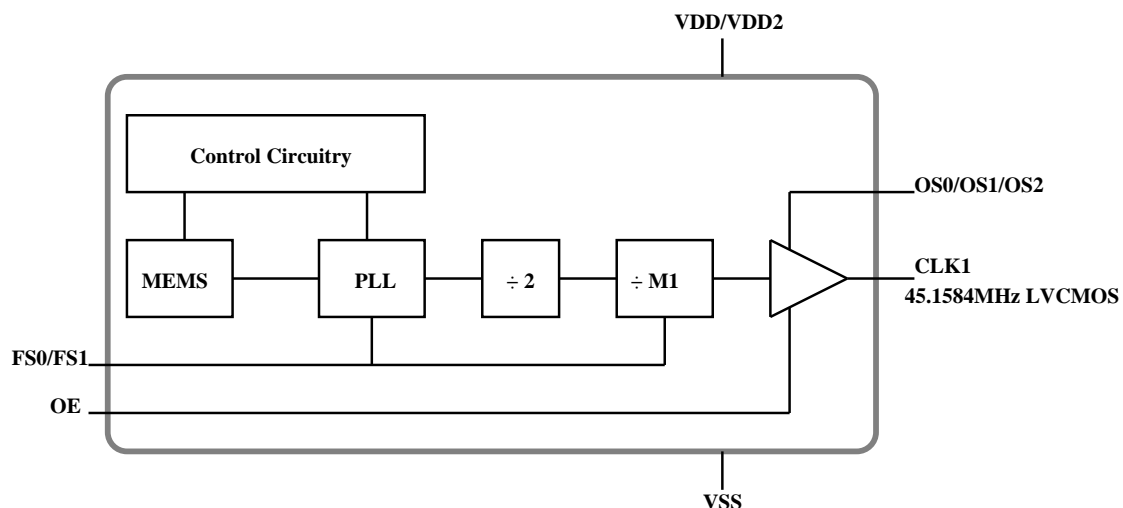 VDD/VDD2
Control Circuitry
OS0/OS1/OS2
MEMS
PLL
÷ 2
÷ M1
CLK1
45.1584MHz LVCMOS
FS0/FS1
OE
VSS